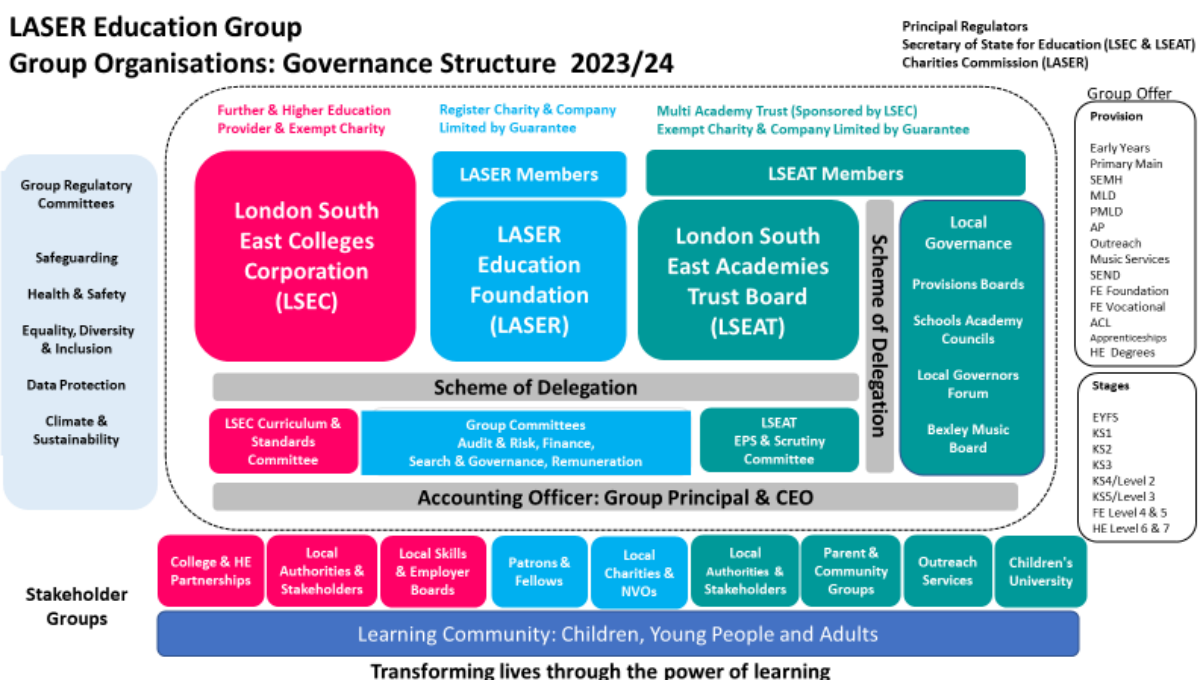 LASER Education Group
Group Organisations: Governance Structure 2023/24
Principal Regulators
Secretary of State for Education (LSEC & LSEAT)
Charities Commission (LASER)
Further & Higher Education
Provider & Exempt Charity
Register Charity & Company
Limited by Guarantee
Multi Academy Trust (Sponsored by LSEC)
Exempt Charity & Company Limited by Guarantee
Group Regulatory
Committees
Safeguarding
Health & Safety
Equality, Diversity
& Inclusion
Data Protection
Climate &
Sustainability
London South
East Colleges
Corporation
(LSEC)
LASER Members
LASER
Education
Foundation
(LASER)
LSEAT Members
London South
East Academies
Trust Board
(LSEAT)
Scheme of Delegation
Local
Governance
Provisions Boards
Schools Academy
Councils
Local Governors
Forum
Bexley Music
Board
Scheme of Delegation
LSEC Curriculum &
Standards
Committee
Group Committees
Audit & Risk, Finance,
Search & Governance, Remuneration
LSEAT
EPS & Scrutiny
Committee
Accounting Officer: Group Principal & CEO
Group Offer
Provision
Early Years
Primary Main
SEMH
MLD
PMLD
AP
Outreach
Music Services
SEND
FE Foundation
FE Vocational
ACL
Apprenticeships
HE Degrees
Stages
EYFS
KS1
KS2
KS3
KS4/Level 2
KS5/Level 3
FE Level 4 & 5
HE Level 6 & 7
Stakeholder
Groups
College & HE
Partnerships
Local
Authorities &
Stakeholders
Local Skills
& Employer
Boards
Patrons &
Fellows
Local
Charities &
NVOs
Local
Authorities &
Stakeholders
Parent &
Community
Groups
Outreach
Services
Children's
University
Learning Community: Children, Young People and Adults
Transforming lives through the power of learning